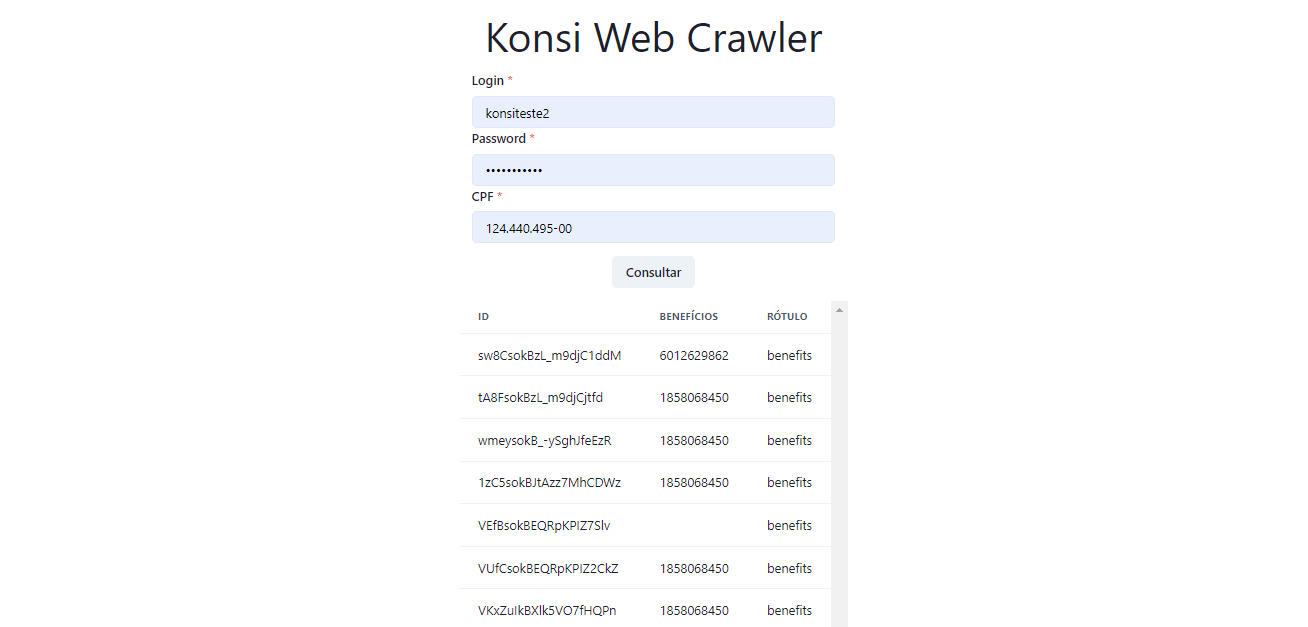 Konsi Web Crawler
Login *
konsiteste2
Password *
•••••••••••
CPF *
124.440.495-00
Consultar
ID BENEFÍCIOS RÓTULO
sw8CsokBzL_m9djC1ddM 6012629862 benefits
tA8FsokBzL_m9djCjtfd 1858068450 benefits
wmeysokB_-ySghJfeEzR 1858068450 benefits
1zC5sokBJtAzz7MhCDWz 1858068450 benefits
VEfBsokBEQRpKPIZ7Slv benefits
VUfCsokBEQRpKPIZ2CkZ 1858068450 benefits
VKxZuIkBXlk5VO7fHQPn 1858068450 benefits